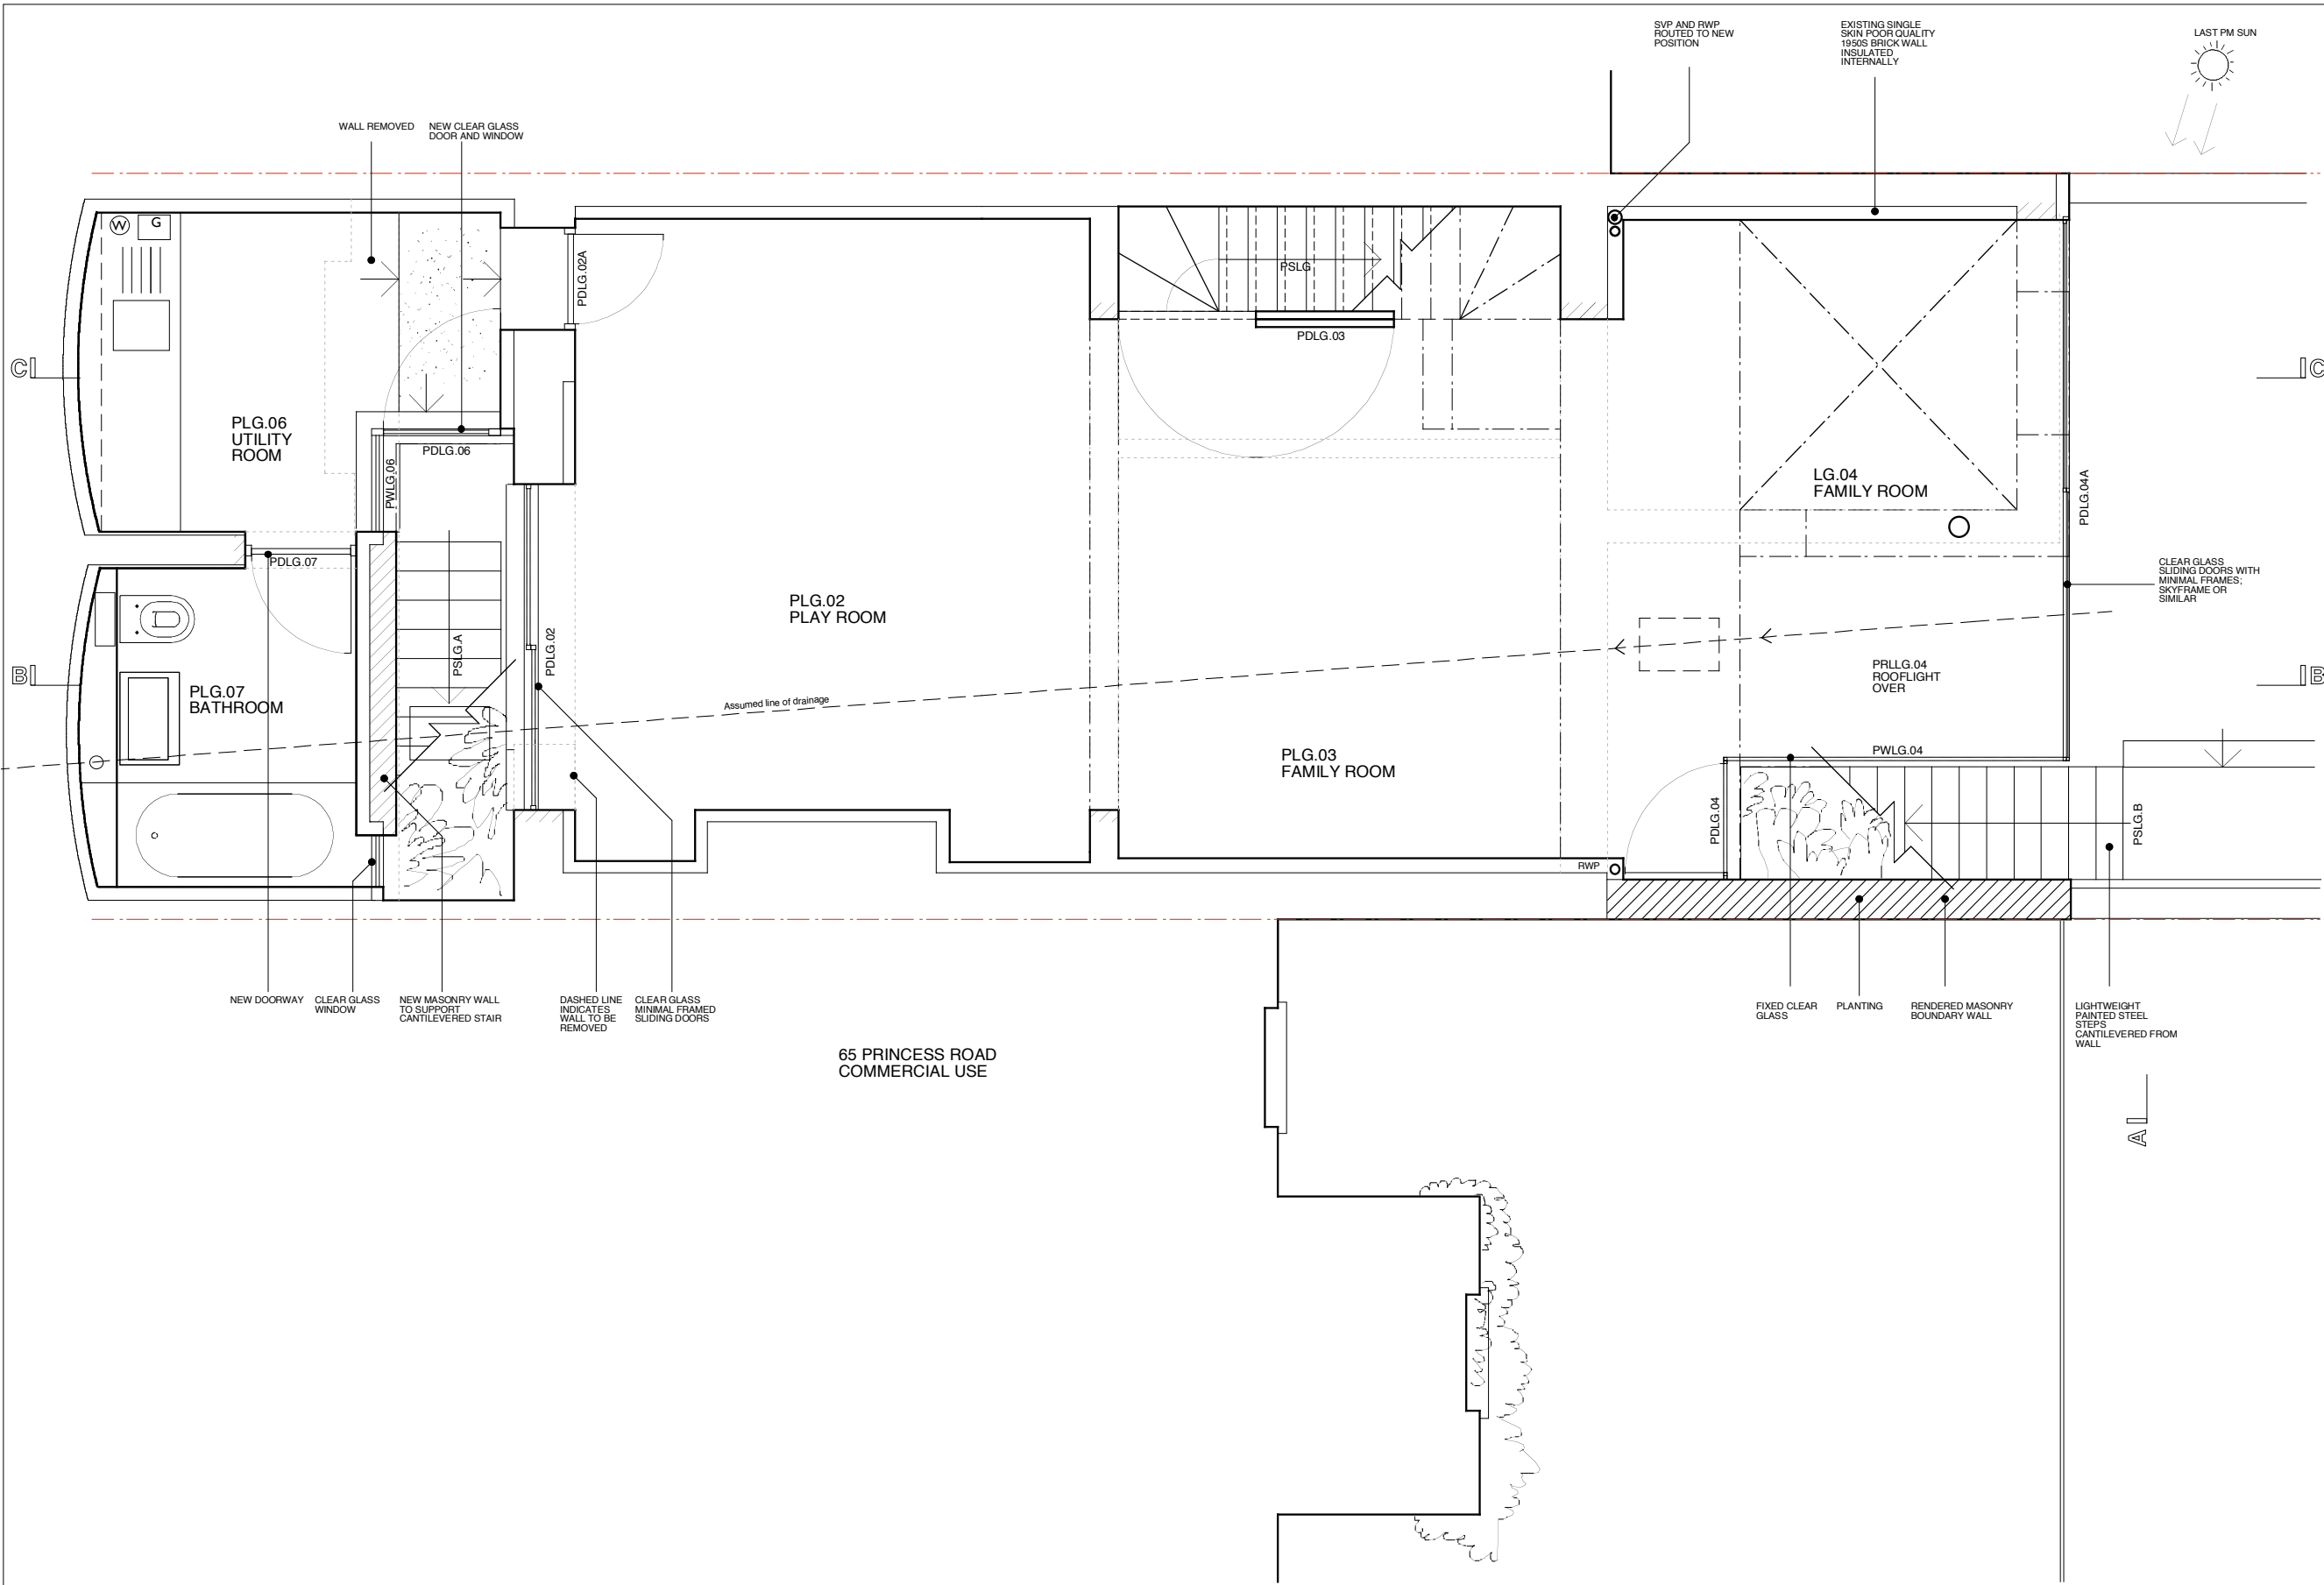 SVP AND RWP
ROUTED TO NEW
POSITION
EXISTING SINGLE
SKIN POOR QUALITY
1950S BRICK WALL
INSULATED
INTERNALLY
LAST PM SUN
WALL REMOVED
NEW CLEAR GLASS
DOOR AND WINDOW
W
G
PDLG.02A
PSLG
PDLG.03
C
C
PLG.06
UTILITY
ROOM
PDLG.06
PWLG.06
LG.04
FAMILY ROOM
PDLG.04A
PDLG.07
CLEAR GLASS
SLIDING DOORS WITH
MINIMAL FRAMES;
SKYFRAME OR
SIMILAR
PLG.02
PLAY ROOM
PSLG.A
PDLG.02
B
B
PLG.07
BATHROOM
PRLLG.04
ROOFLIGHT
OVER
Assumed line of drainage
PLG.03
FAMILY ROOM
PWLG.04
PDLG.04
PSLG.B
RWP
NEW DOORWAY
CLEAR GLASS
WINDOW
NEW MASONRY WALL
TO SUPPORT
CANTILEVERED STAIR
DASHED LINE
INDICATES
WALL TO BE
REMOVED
CLEAR GLASS
MINIMAL FRAMED
SLIDING DOORS
FIXED CLEAR
GLASS
PLANTING
RENDERED MASONRY
BOUNDARY WALL
LIGHTWEIGHT
PAINTED STEEL
STEPS
CANTILEVERED FROM
WALL
65 PRINCESS ROAD
COMMERCIAL USE
A